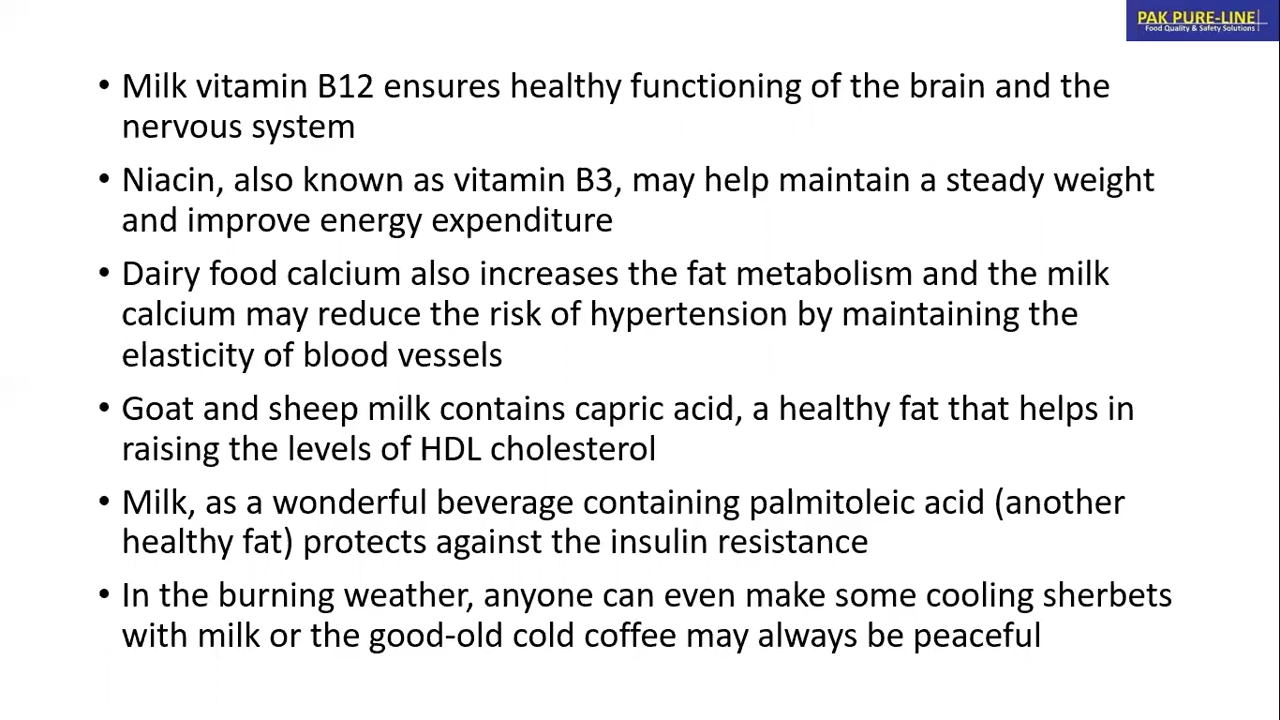 PAK PURE-LINE
Food Quality & Safety Solutions
• Milk vitamin B12 ensures healthy functioning of the brain and the
nervous system
• Niacin, also known as vitamin B3, may help maintain a steady weight
and improve energy expenditure
• Dairy food calcium also increases the fat metabolism and the milk
calcium may reduce the risk of hypertension by maintaining the
elasticity of blood vessels
• Goat and sheep milk contains capric acid, a healthy fat that helps in
raising the levels of HDL cholesterol
• Milk, as a wonderful beverage containing palmitoleic acid (another
healthy fat) protects against the insulin resistance
• In the burning weather, anyone can even make some cooling sherbets
with milk or the good-old cold coffee may always be peaceful